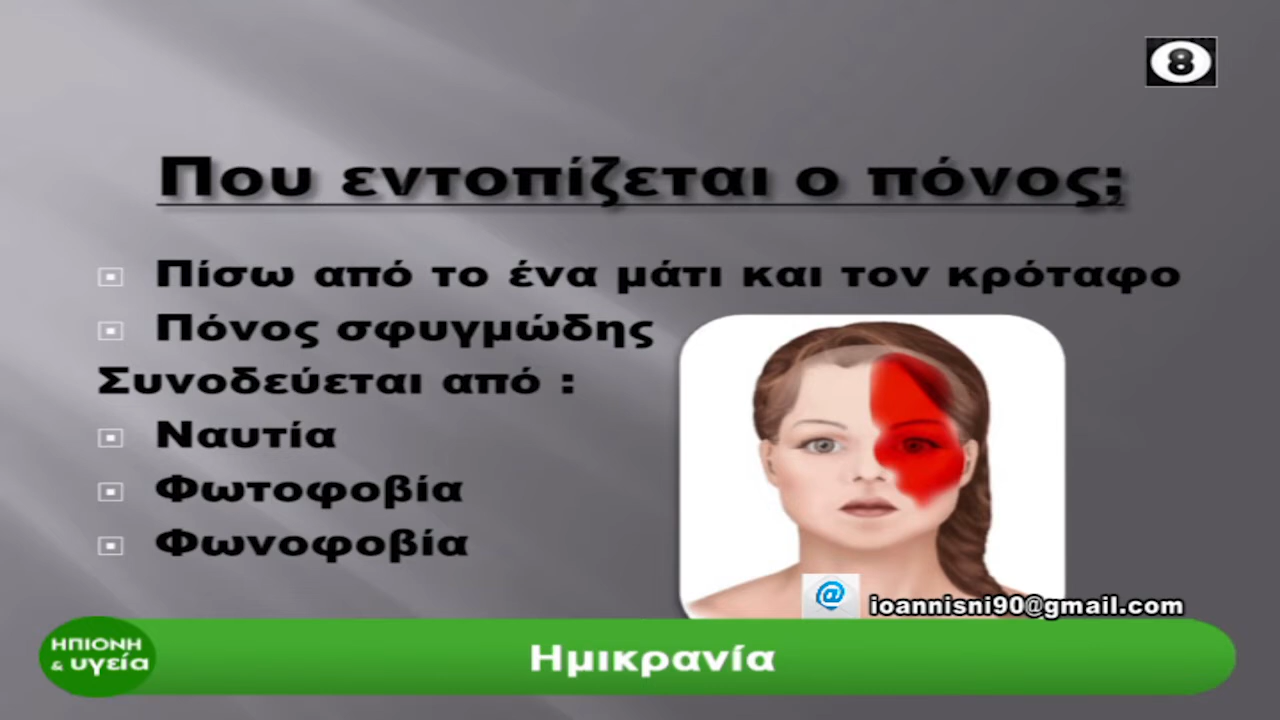 8
Που εντοπίζεται ο πόνος;
Πίσω από το ένα μάτι και τον κρόταφο
Πόνος σφυγμώδης
Συνοδεύεται από :
Ναυτία
Φωτοφοβία
Φωνοφοβία
@ ioannisni90@gmail.com
ΗΠΙΟΝΗ
& υγεία
Ημικρανία